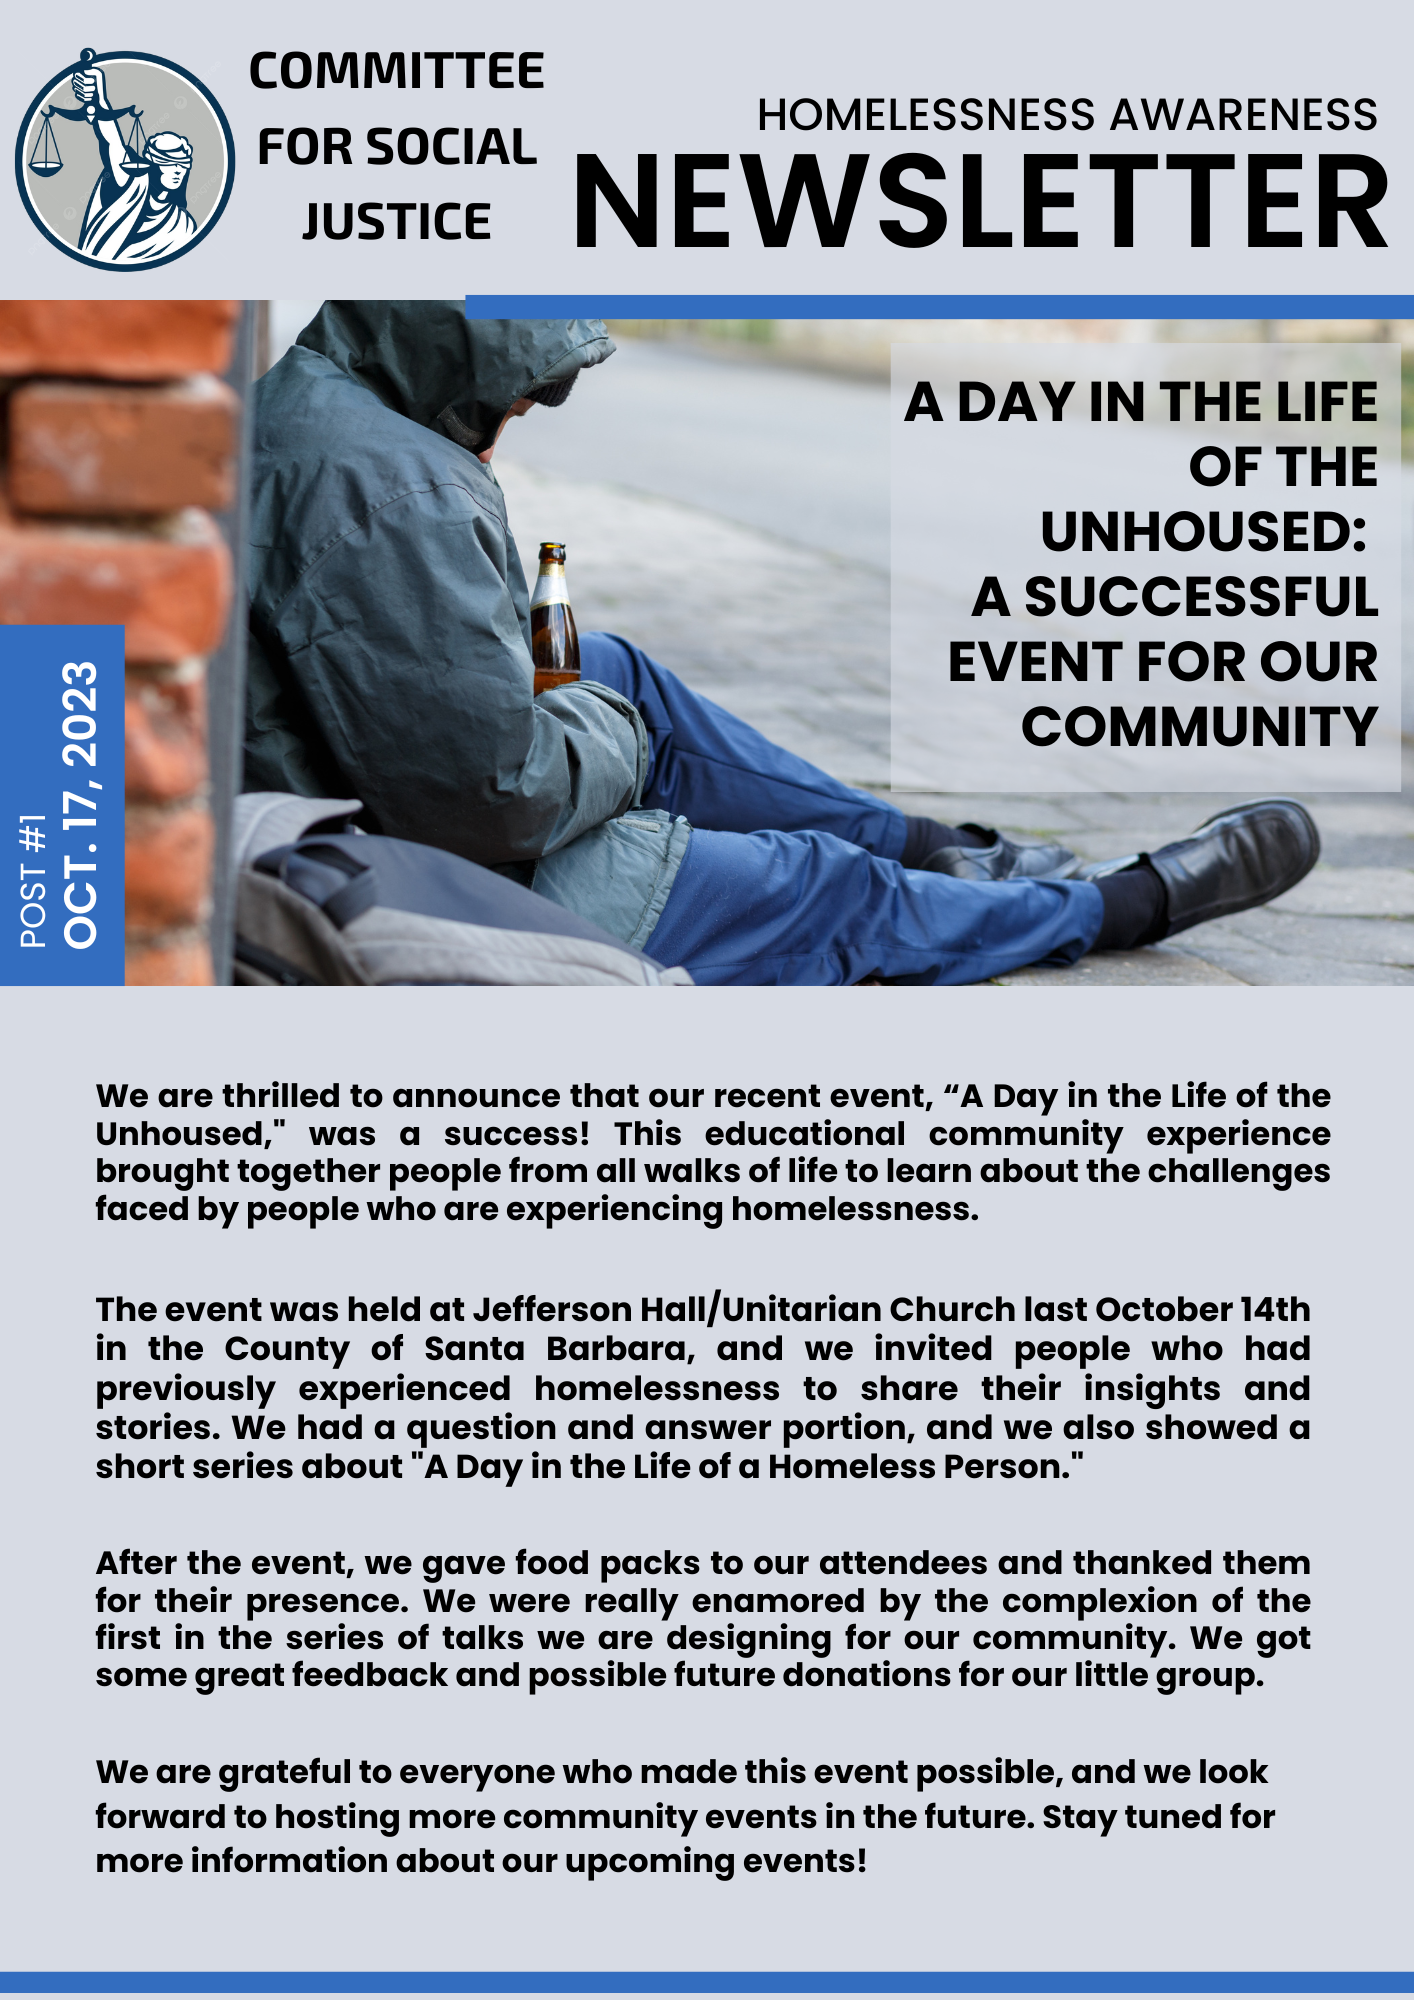 COMMITTEE
FOR SOCIAL
JUSTICE
HOMELESSNESS AWARENESS
NEWSLETTER
A DAY IN THE LIFE
OF THE
UNHOUSED:
A SUCCESSFUL
EVENT FOR OUR
COMMUNITY
POST #1
OCT. 17, 2023
We are thrilled to announce that our recent event, “A Day in the Life of the
Unhoused," was a success! This educational community experience
brought together people from all walks of life to learn about the challenges
faced by people who are experiencing homelessness.
The event was held at Jefferson Hall/Unitarian Church last October 14th
in the County of Santa Barbara, and we invited people who had
previously experienced homelessness to share their insights and
stories. We had a question and answer portion, and we also showed a
short series about "A Day in the Life of a Homeless Person."
After the event, we gave food packs to our attendees and thanked them
for their presence. We were really enamored by the complexion of the
first in the series of talks we are designing for our community. We got
some great feedback and possible future donations for our little group.
We are grateful to everyone who made this event possible, and we look
forward to hosting more community events in the future. Stay tuned for
more information about our upcoming events!